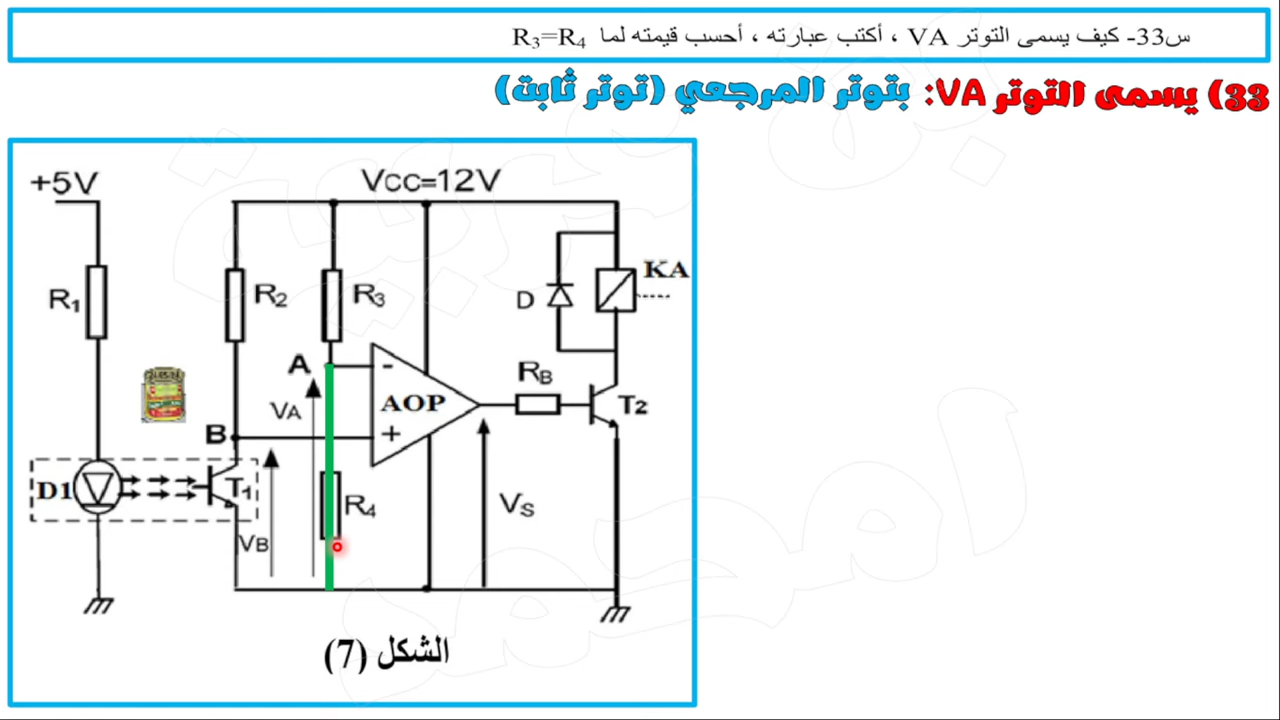 س33- كيف يسمى التوتر VA ، أكتب عبارته ، أحسب قيمته لما R3=R4
33) يسمى التوتر VA: بتوتر المرجعي (توتر ثابت)
+5V
VCC=12V
R1
R2
R3
D
KA
A
-
VA
AOP
RB
T2
B
+
D1
T1
R4
VS
VB
الشكل (7)